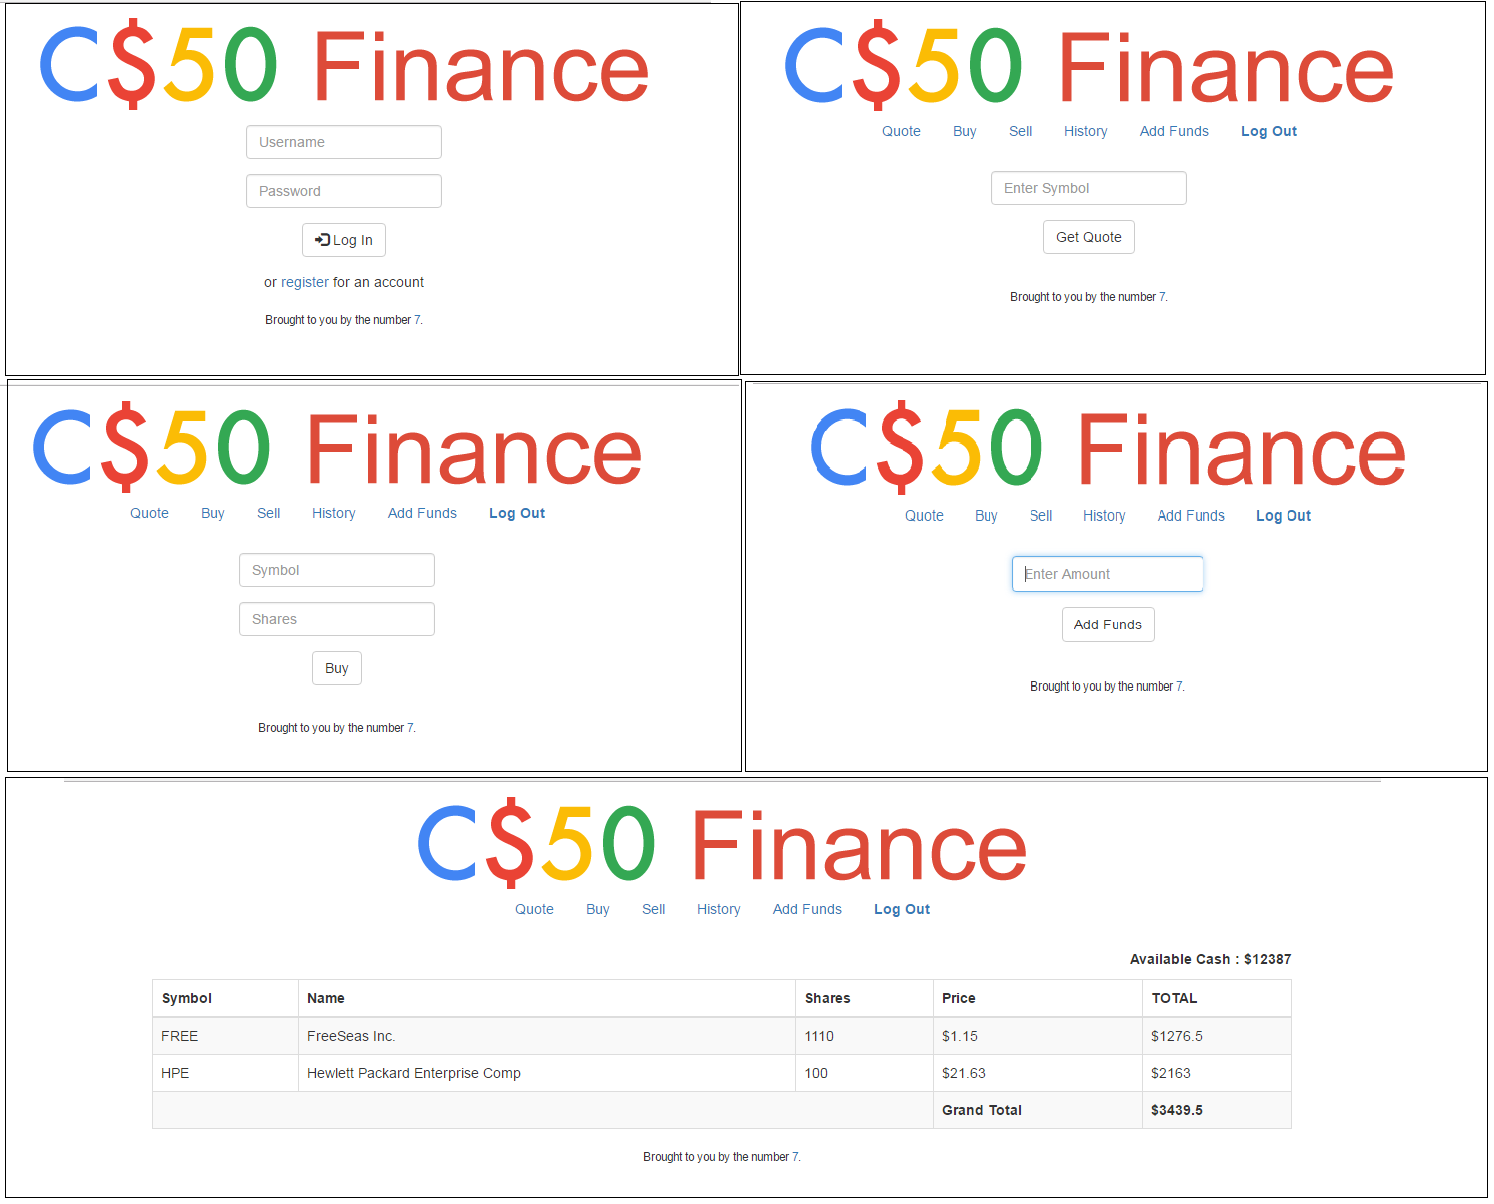 C$50 Finance
Username
Password
Log In
or register for an account
Brought to you by the number 7.
C$50 Finance
Quote Buy Sell History Add Funds Log Out
Enter Symbol
Get Quote
Brought to you by the number 7.
C$50 Finance
Quote Buy Sell History Add Funds Log Out
Symbol
Shares
Buy
Brought to you by the number 7.
C$50 Finance
Quote Buy Sell History Add Funds Log Out
Enter Amount
Add Funds
Brought to you by the number 7.
C$50 Finance
Quote Buy Sell History Add Funds Log Out
Available Cash : $12387
Symbol Name Shares Price TOTAL
FREE FreeSeas Inc. 1110 $1.15 $1276.5
HPE Hewlett Packard Enterprise Comp 100 $21.63 $2163
Grand Total $3439.5
Brought to you by the number 7.